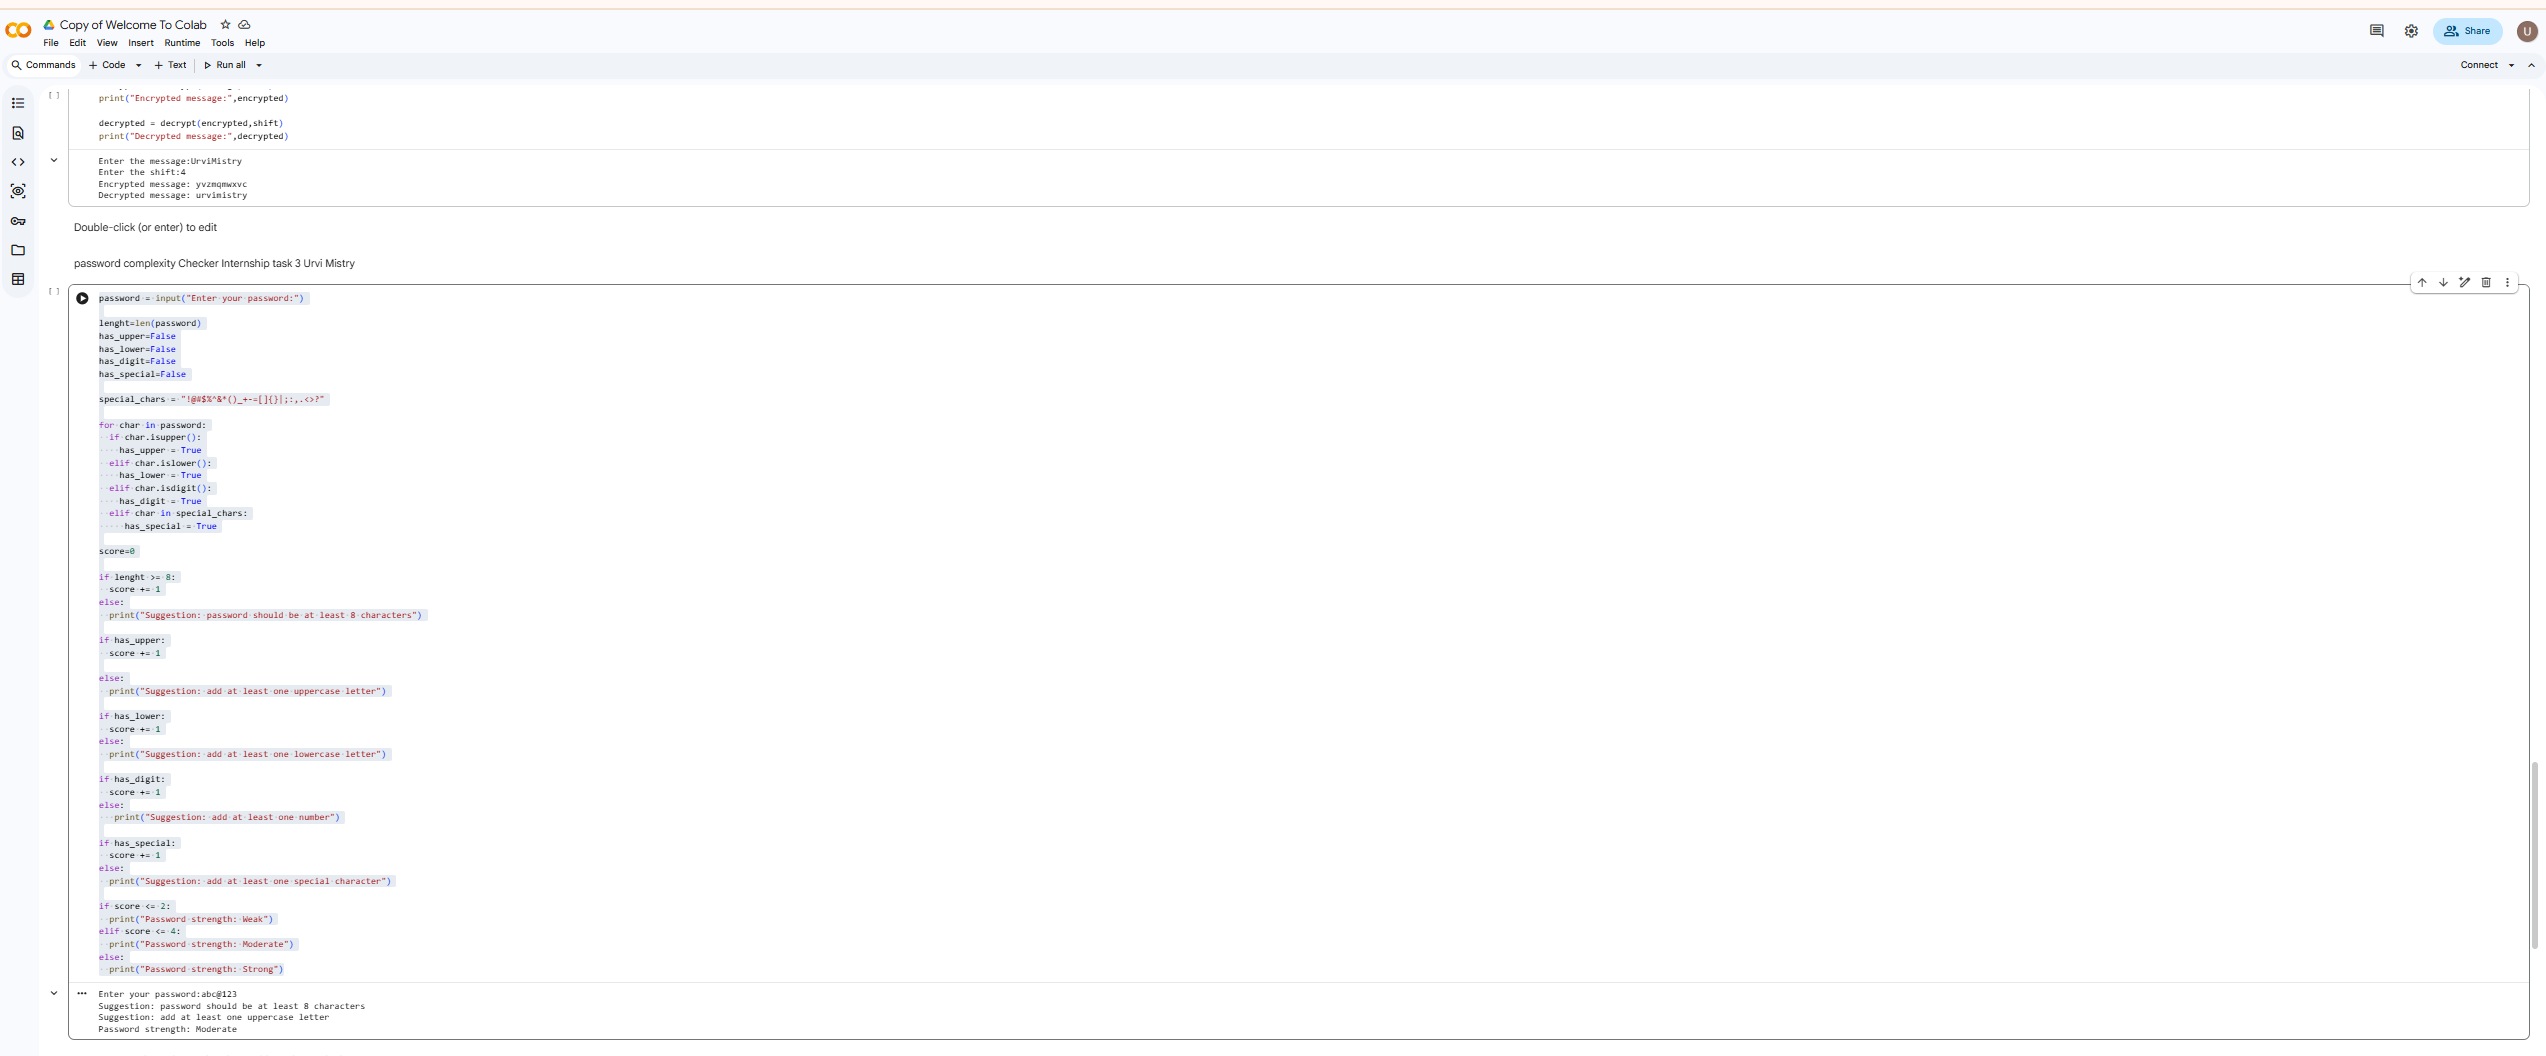 Copy of Welcome To Colab
File Edit View Insert Runtime Tools Help
Share
U
Commands + Code + Text Run all
Connect
[ ]
print("Encrypted message:",encrypted)
decrypted = decrypt(encrypted,shift)
print("Decrypted message:",decrypted)
Enter the message:UrviMistry
Enter the shift:4
Encrypted message: yvzmqmwxvc
Decrypted message: urvimistry
Double-click (or enter) to edit
password complexity Checker Internship task 3 Urvi Mistry
[ ]
password = input("Enter your password:")
lenght=len(password)
has_upper=False
has_lower=False
has_digit=False
has_special=False
special_chars = "!@#$%^&*()_+-=[]{}|;:,.<>?"
for char in password:
if char.isupper():
has_upper = True
elif char.islower():
has_lower = True
elif char.isdigit():
has_digit = True
elif char in special_chars:
has_special = True
score=0
if lenght >= 8:
score += 1
else:
print("Suggestion: password should be at least 8 characters")
if has_upper:
score += 1
else:
print("Suggestion: add at least one uppercase letter")
if has_lower:
score += 1
else:
print("Suggestion: add at least one lowercase letter")
if has_digit:
score += 1
else:
print("Suggestion: add at least one number")
if has_special:
score += 1
else:
print("Suggestion: add at least one special character")
if score <= 2:
print("Password strength: Weak")
elif score <= 4:
print("Password strength: Moderate")
else:
print("Password strength: Strong")
Enter your password:abc@123
Suggestion: password should be at least 8 characters
Suggestion: add at least one uppercase letter
Password strength: Moderate